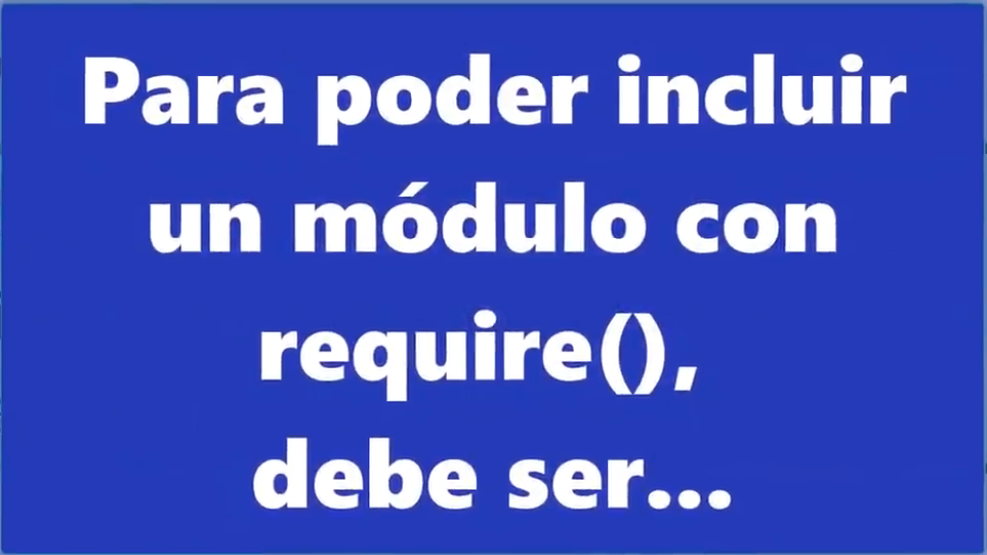 Para poder incluir
un módulo con
require(),
debe ser...